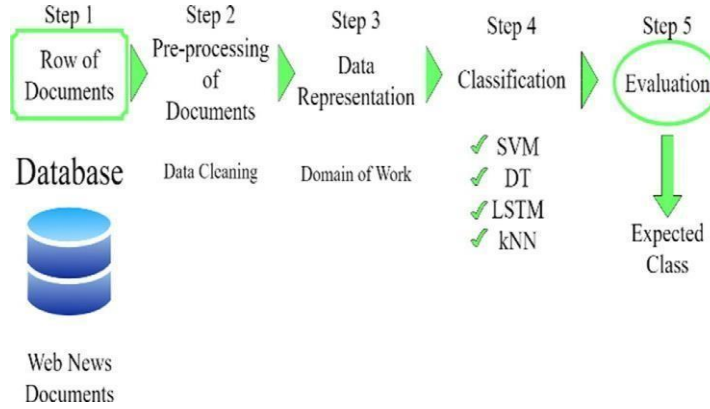 Step 1
Row of
Documents
Database
Web News
Documents
Step 2
Pre-processing
of
Documents
Data Cleaning
Step 3
Data
Representation
Domain of Work
Step 4
Classification
SVM
DT
LSTM
kNN
Step 5
Evaluation
Expected
Class